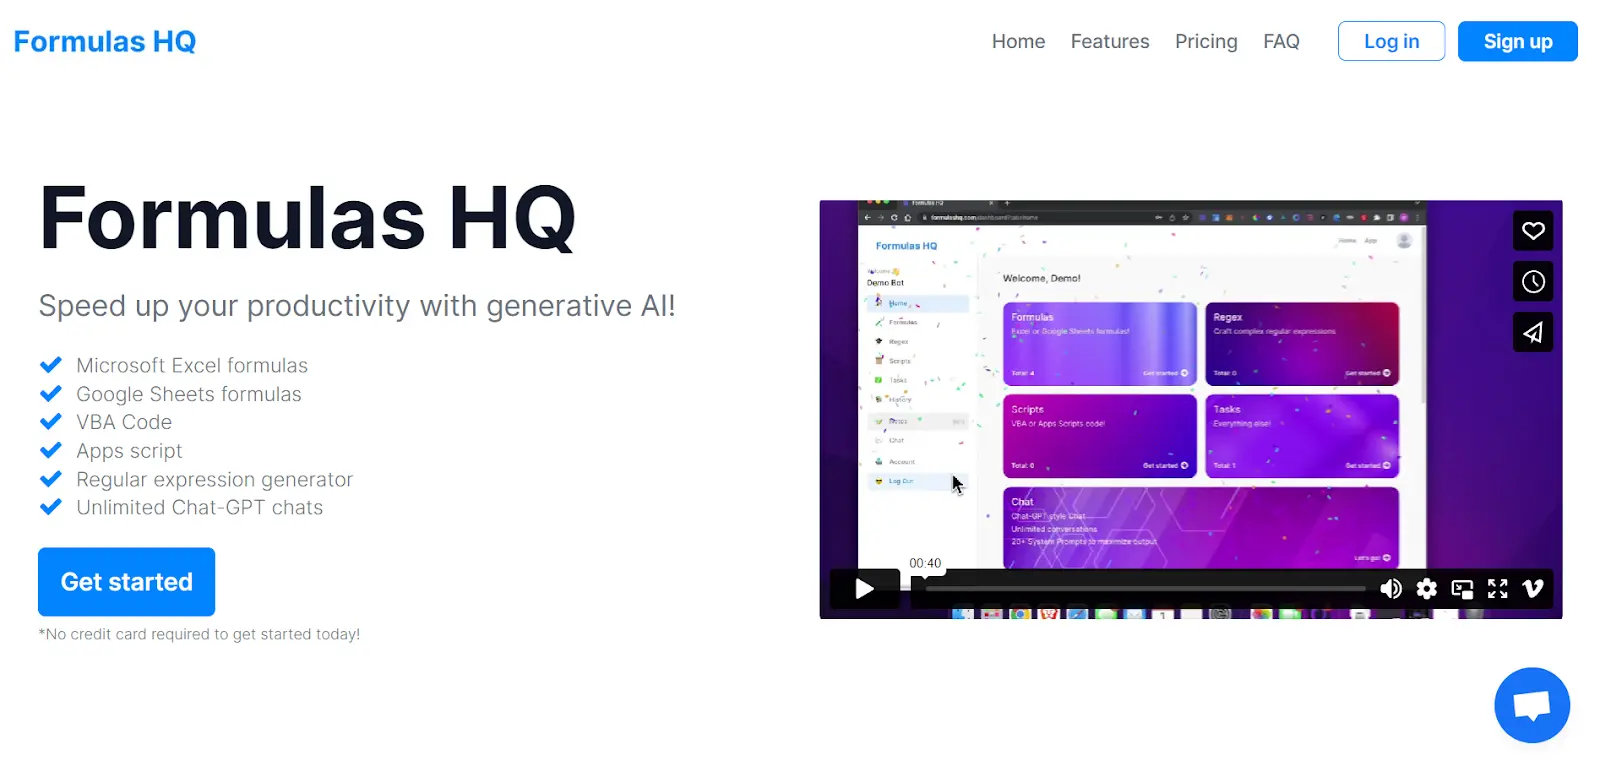 Formulas HQ
Home Features Pricing FAQ Log in Sign up
Formulas HQ
Speed up your productivity with generative AI!
Microsoft Excel formulas
Google Sheets formulas
VBA Code
Apps script
Regular expression generator
Unlimited Chat-GPT chats
Get started
*No credit card required to get started today!
Formulas HQ
Home App
Formulas HQ
Demo Bot
Home
Formulas
Regex
Scripts
Tasks
History
Chat
Account
Log Out
Welcome, Demo!
Formulas
Excel or Google Sheets formulas!
Total: 4 Get started
Regex
Craft complex regular expressions
Total: 0 Get started
Scripts
VBA or Apps Scripts code!
Total: 0 Get started
Tasks
Everything else!
Total: 1 Get started
Chat
Chat-GPT style Chat
Unlimited conversations
20+ System Prompts to maximize output
Let's go!
00:40